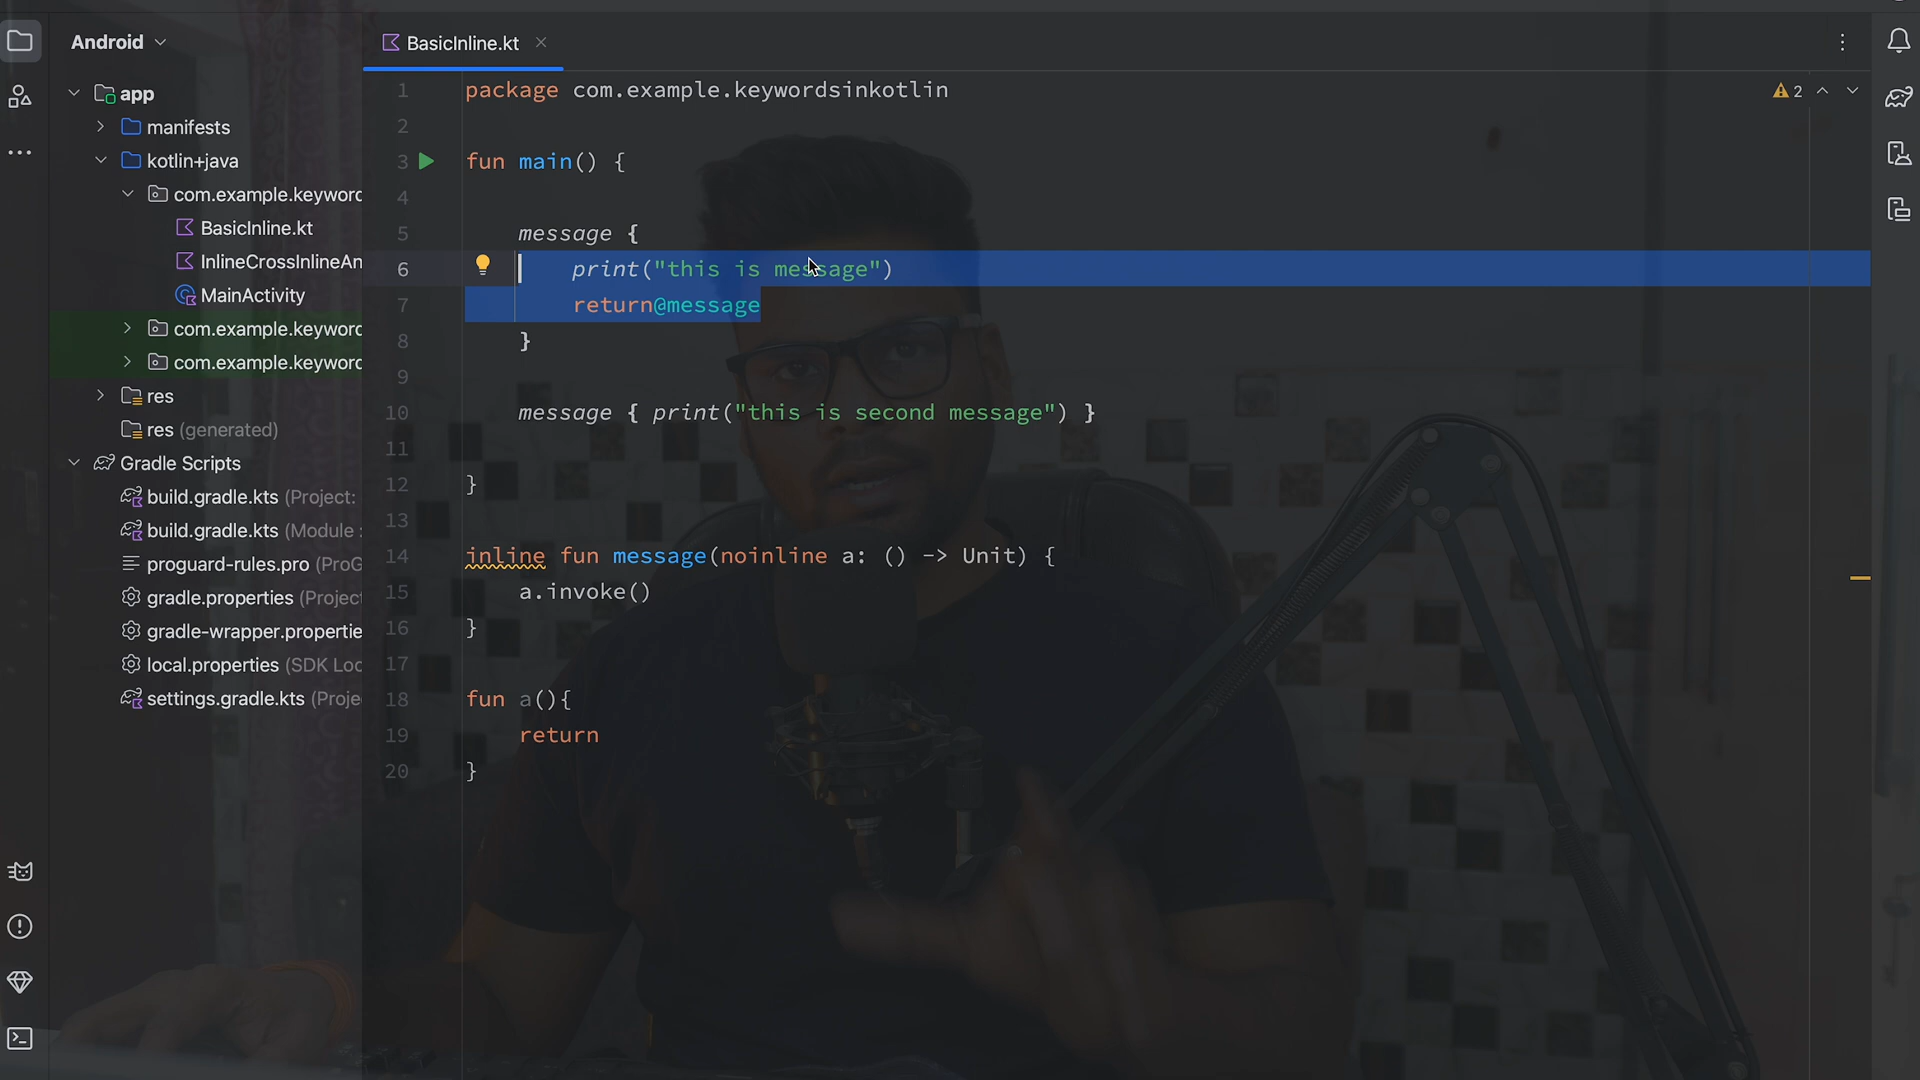 Android
BasicInline.kt
app
manifests
kotlin+java
com.example.keyword
BasicInline.kt
InlineCrossInlineAn
MainActivity
com.example.keyword
com.example.keyword
res
res (generated)
Gradle Scripts
build.gradle.kts (Project:
build.gradle.kts (Module :
proguard-rules.pro (ProG
gradle.properties (Project
gradle-wrapper.propertie
local.properties (SDK Loc
settings.gradle.kts (Proje
2
1 package com.example.keywordsinkotlin
2
3 fun main() {
4
5 message {
6 print("this is message")
7 return@message
8 }
9
10 message { print("this is second message") }
11
12 }
13
14 inline fun message(noinline a: () -> Unit) {
15 a.invoke()
16 }
17
18 fun a(){
19 return
20 }